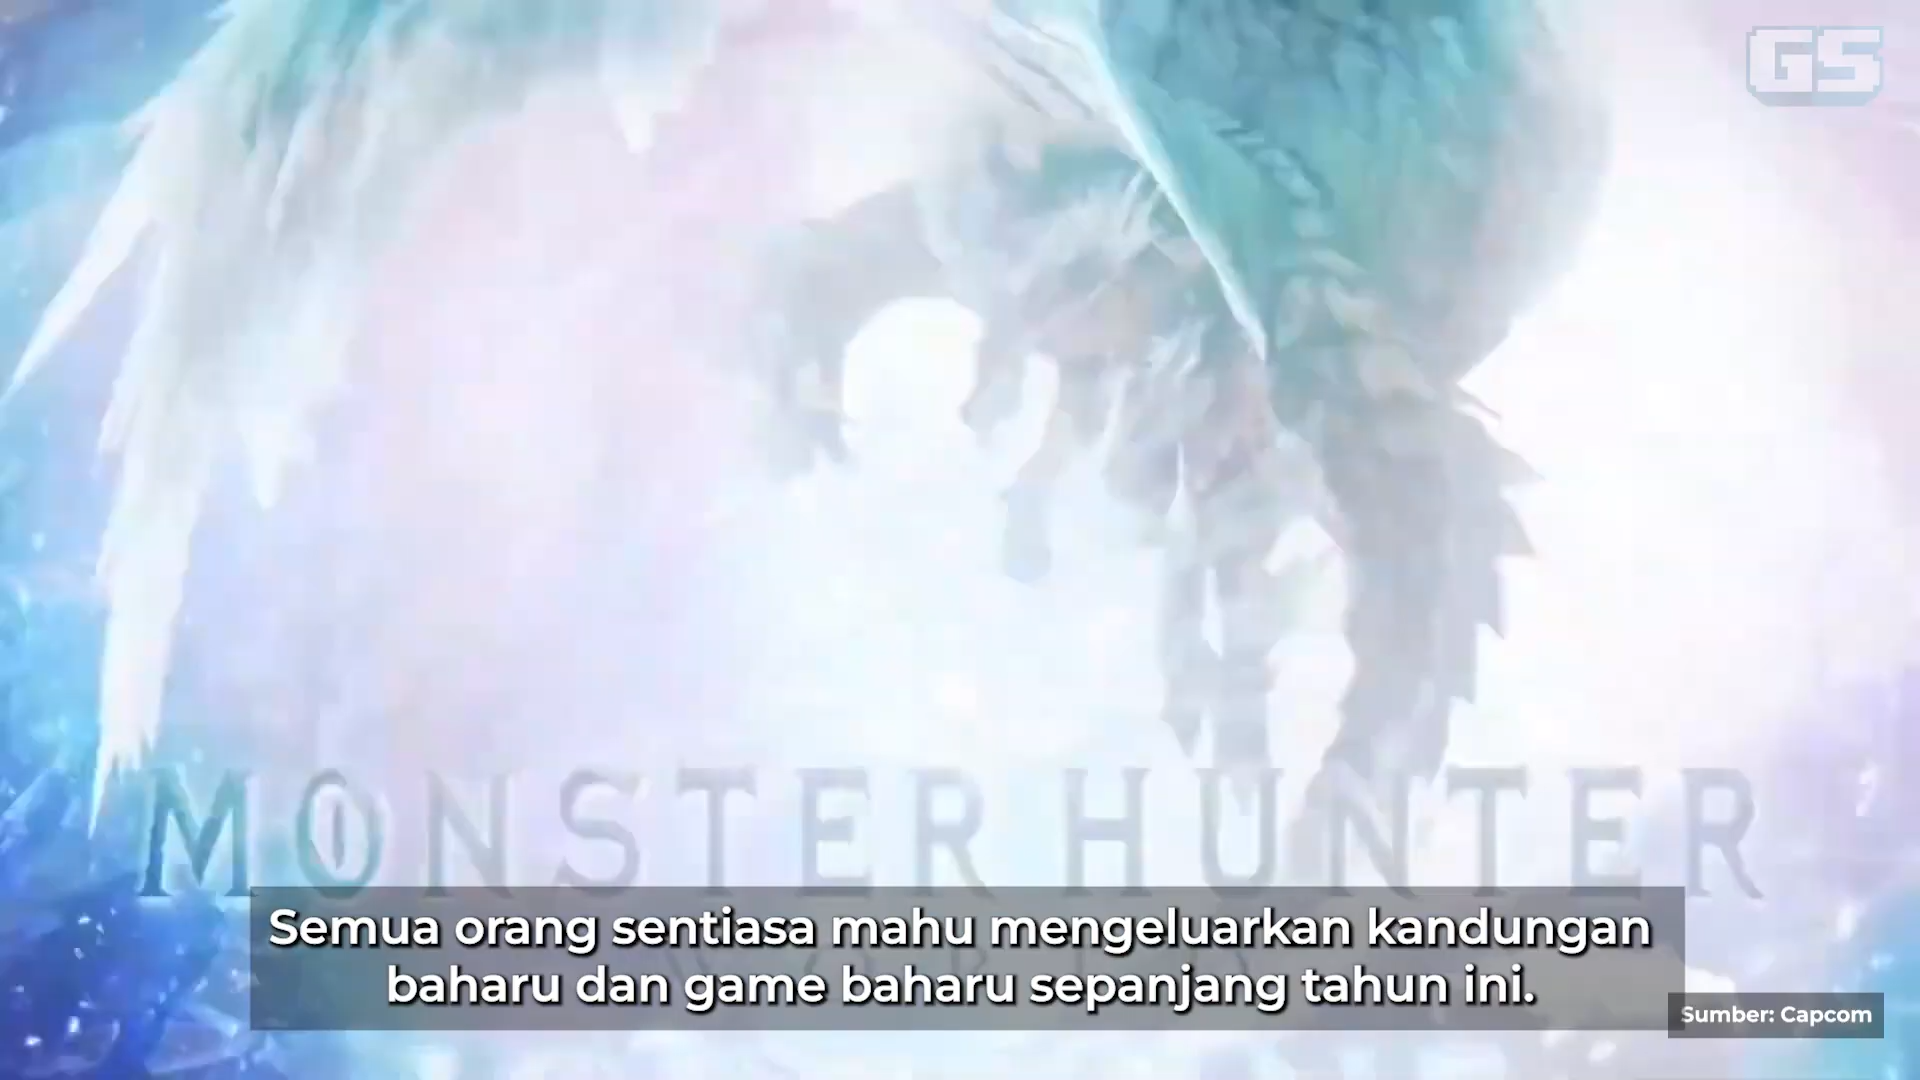 GS
MONSTER HUNTER
Semua orang sentiasa mahu mengeluarkan kandungan
baharu dan game baharu sepanjang tahun ini.
Sumber: Capcom